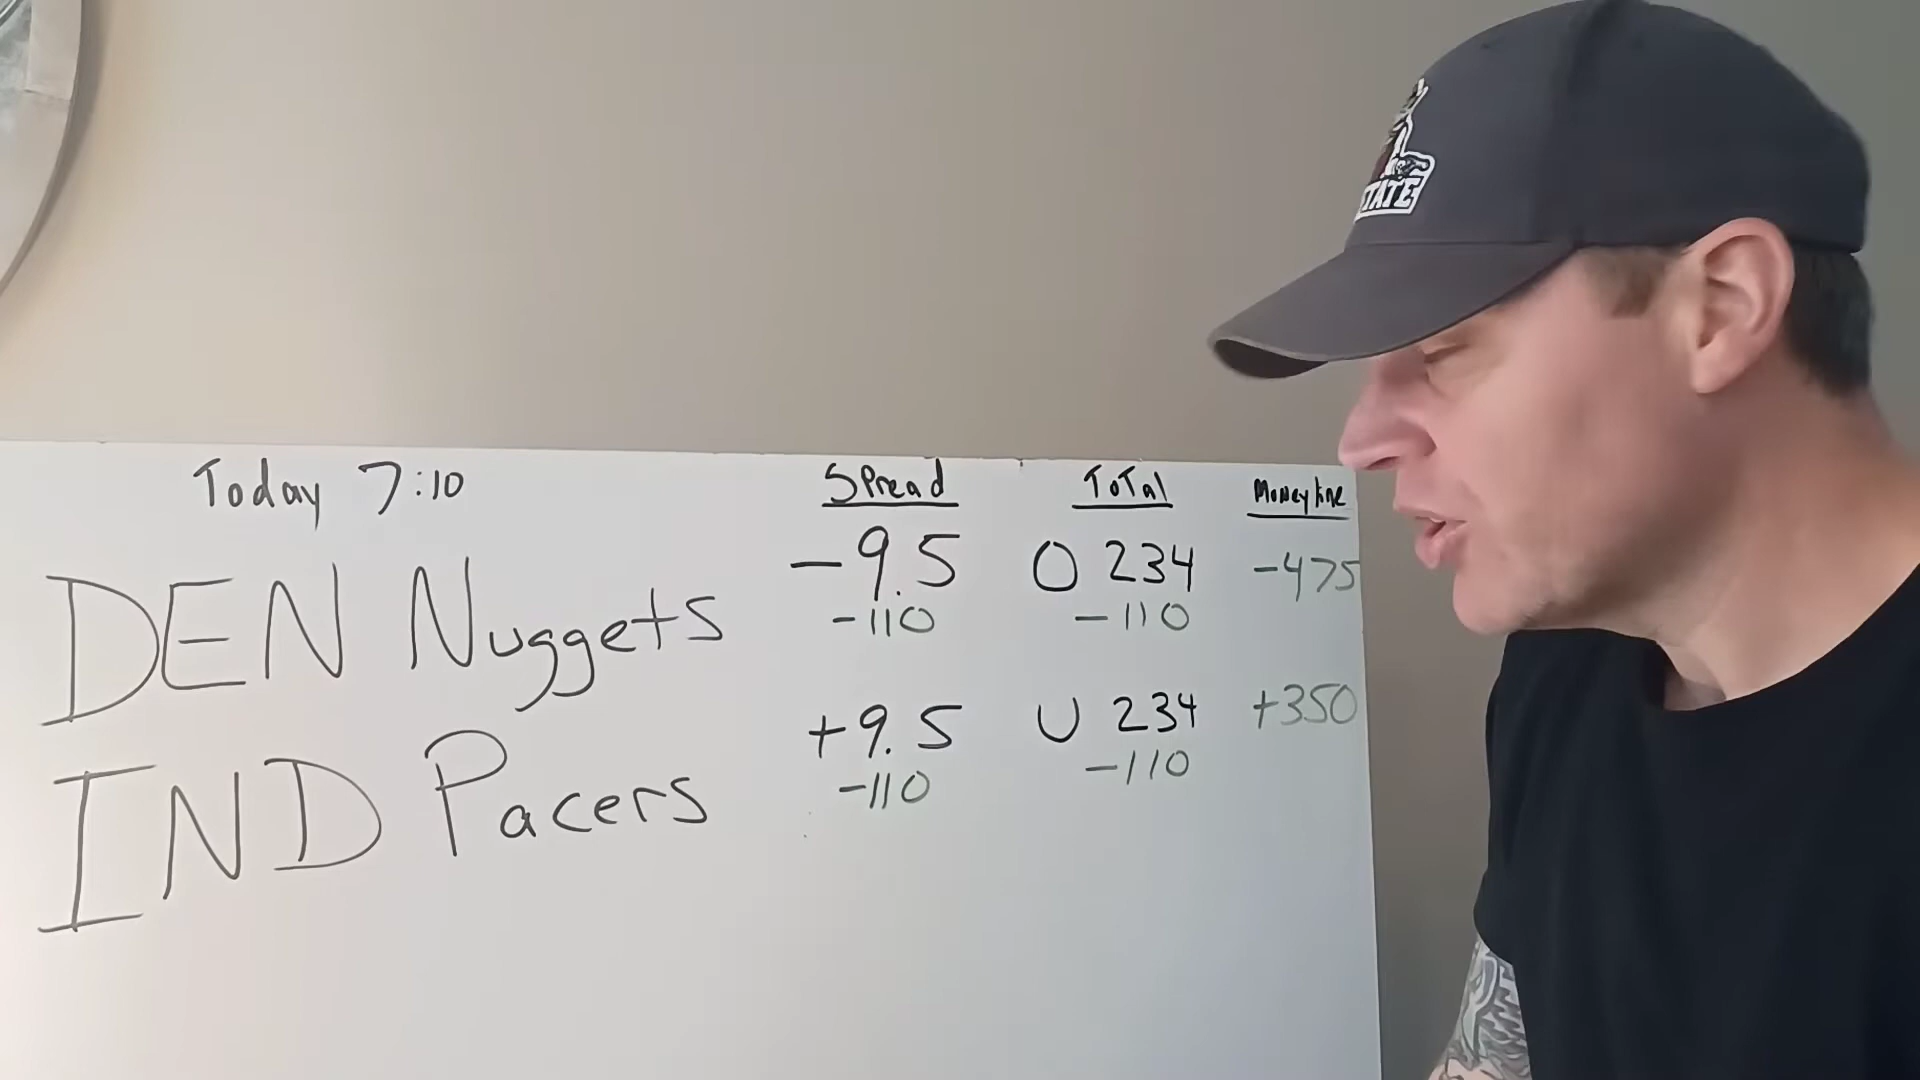 Today 7:10
Spread Total Moneyline
DEN Nuggets -9.5 O 234 -475
-110 -110
IND Pacers +9.5 U 234 +350
-110 -110
STATE